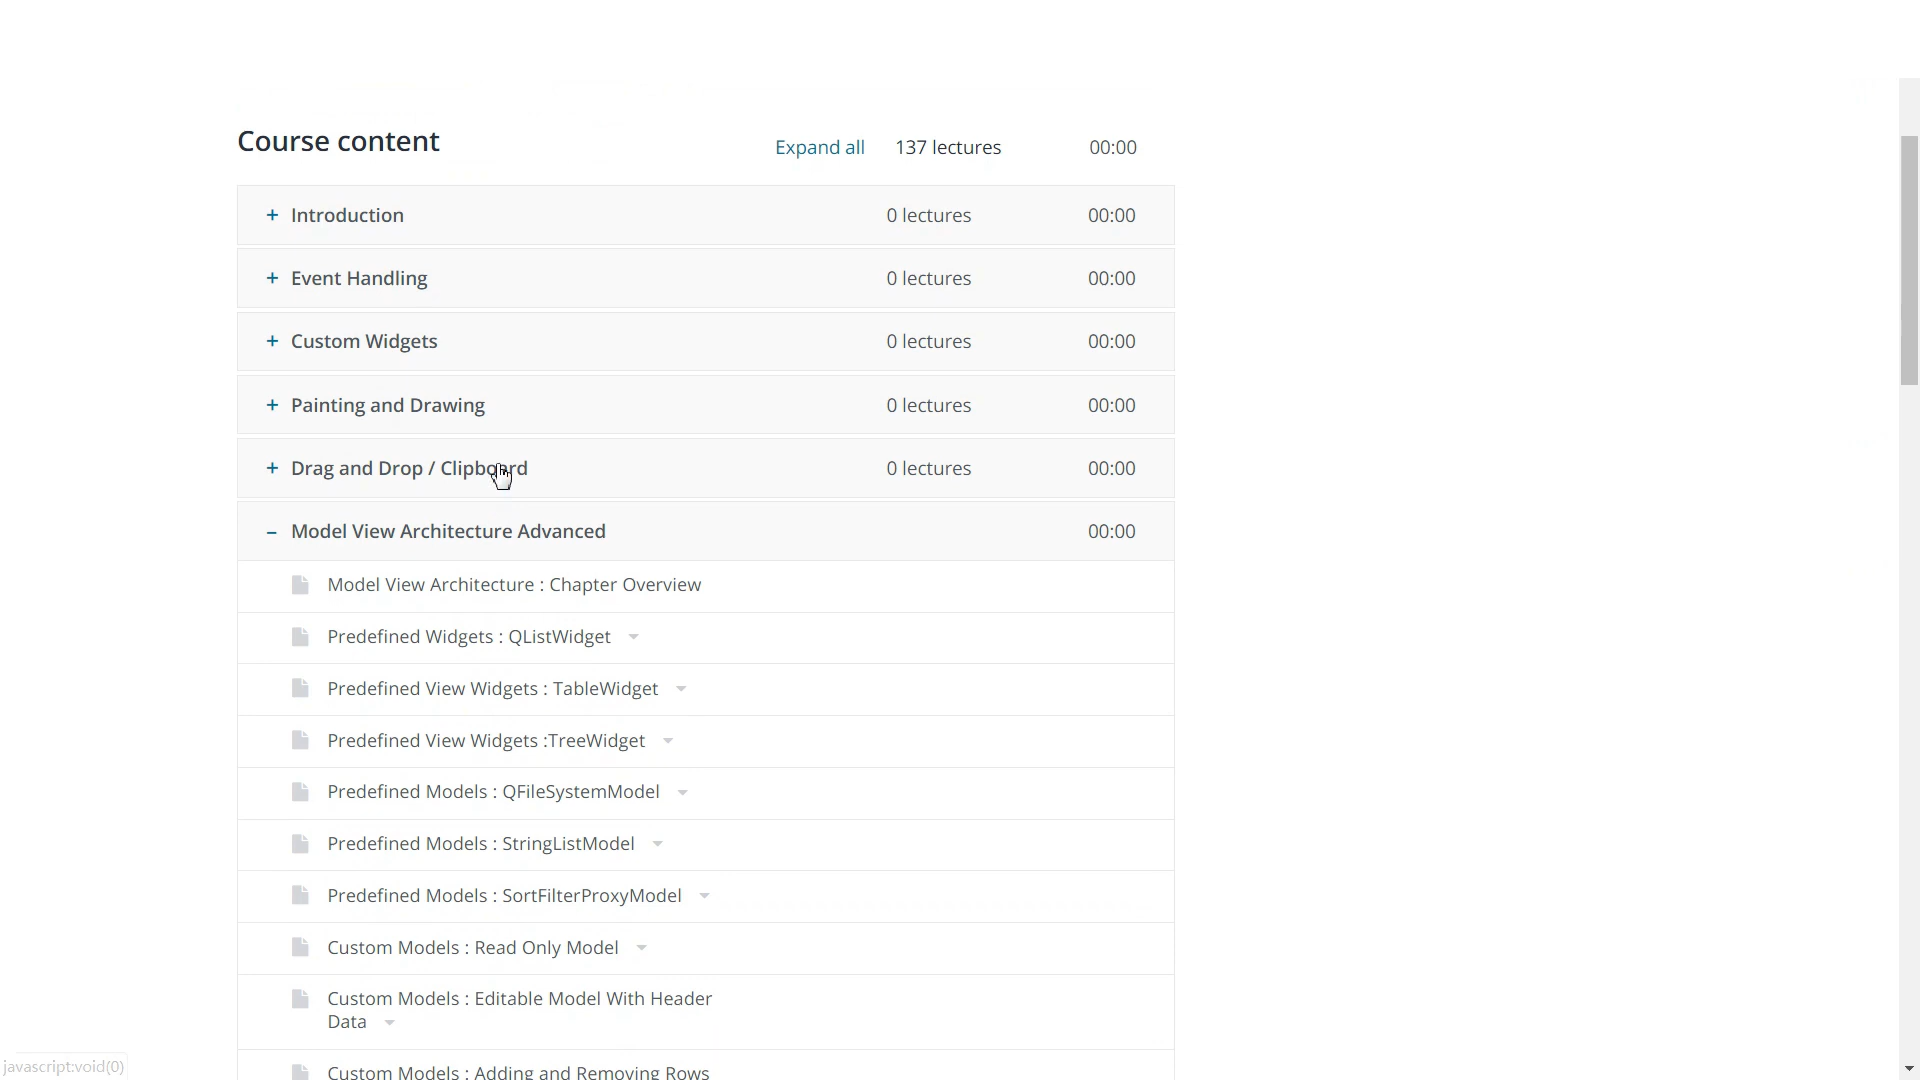 Course content Expand all 137 lectures 00:00
+ Introduction 0 lectures 00:00
+ Event Handling 0 lectures 00:00
+ Custom Widgets 0 lectures 00:00
+ Painting and Drawing 0 lectures 00:00
+ Drag and Drop / Clipboard 0 lectures 00:00
– Model View Architecture Advanced 00:00
Model View Architecture : Chapter Overview
Predefined Widgets : QListWidget
Predefined View Widgets : TableWidget
Predefined View Widgets :TreeWidget
Predefined Models : QFileSystemModel
Predefined Models : StringListModel
Predefined Models : SortFilterProxyModel
Custom Models : Read Only Model
Custom Models : Editable Model With Header
Data
Custom Models : Adding and Removing Rows
javascript:void(0)